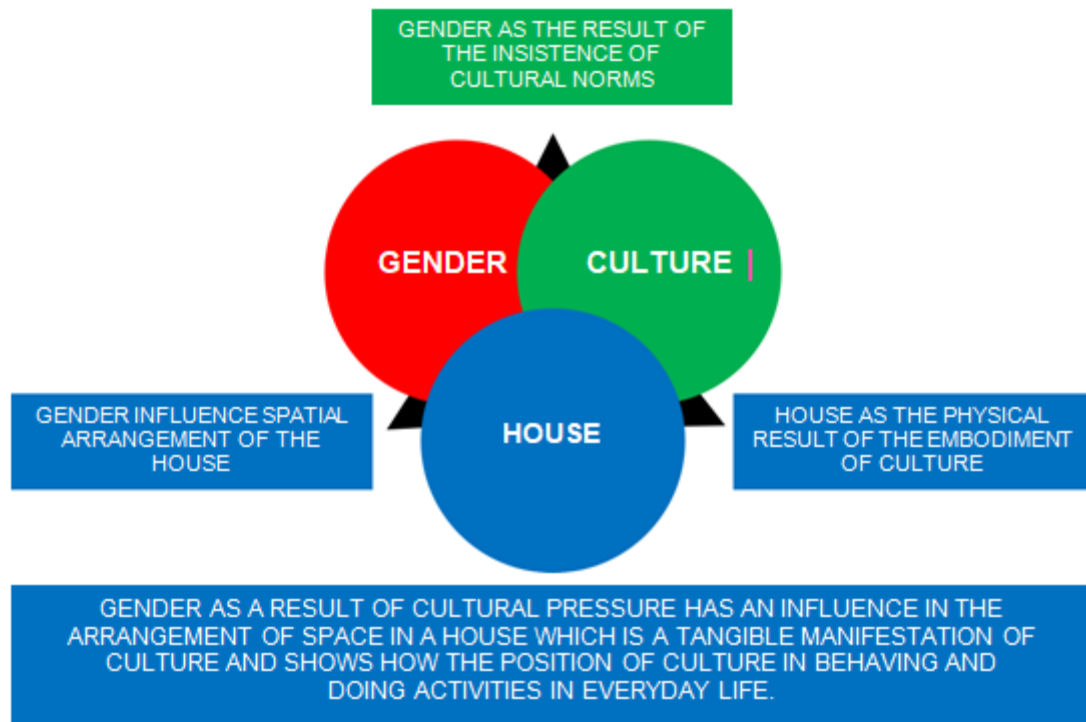 GENDER AS THE RESULT OF
THE INSISTENCE OF
CULTURAL NORMS
GENDER
CULTURE
GENDER INFLUENCE SPATIAL
ARRANGEMENT OF THE
HOUSE
HOUSE
HOUSE AS THE PHYSICAL
RESULT OF THE EMBODIMENT
OF CULTURE
GENDER AS A RESULT OF CULTURAL PRESSURE HAS AN INFLUENCE IN THE
ARRANGEMENT OF SPACE IN A HOUSE WHICH IS A TANGIBLE MANIFESTATION OF
CULTURE AND SHOWS HOW THE POSITION OF CULTURE IN BEHAVING AND
DOING ACTIVITIES IN EVERYDAY LIFE.